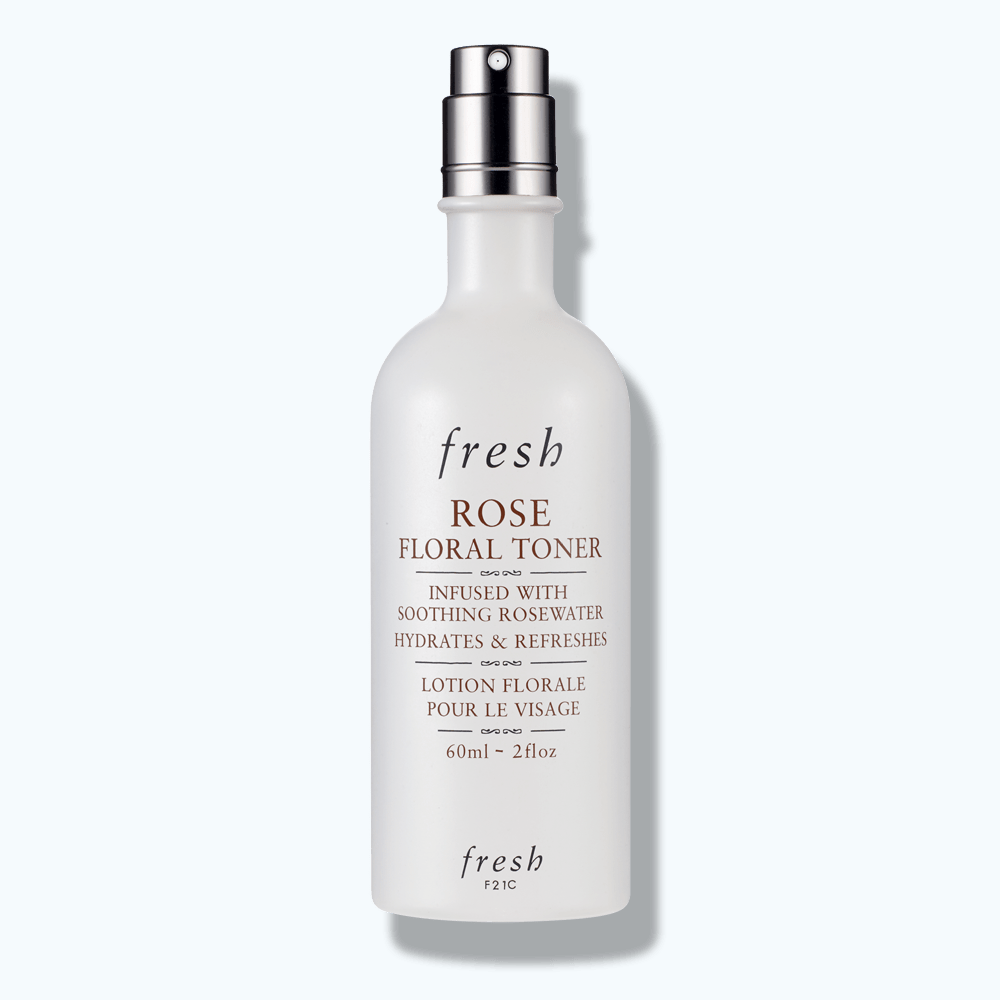 fresh
ROSE
FLORAL TONER
INFUSED WITH
SOOTHING ROSEWATER
HYDRATES & REFRESHES
LOTION FLORALE
POUR LE VISAGE
60ml ~ 2floz
fresh
F21C